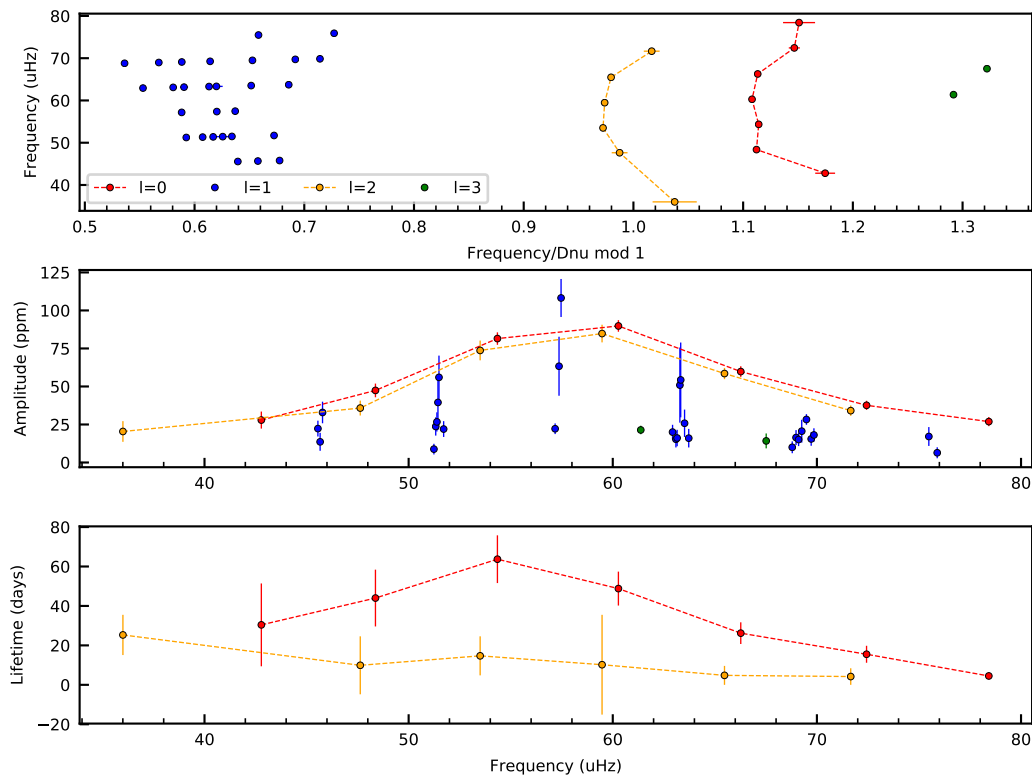 80
70
60
50
40
Frequency (uHz)
l=0 l=1 l=2 l=3
0.5 0.6 0.7 0.8 0.9 1.0 1.1 1.2 1.3
Frequency/Dnu mod 1
125
100
75
50
25
0
Amplitude (ppm)
40 50 60 70 80
80
60
40
20
0
−20
Lifetime (days)
40 50 60 70 80
Frequency (uHz)